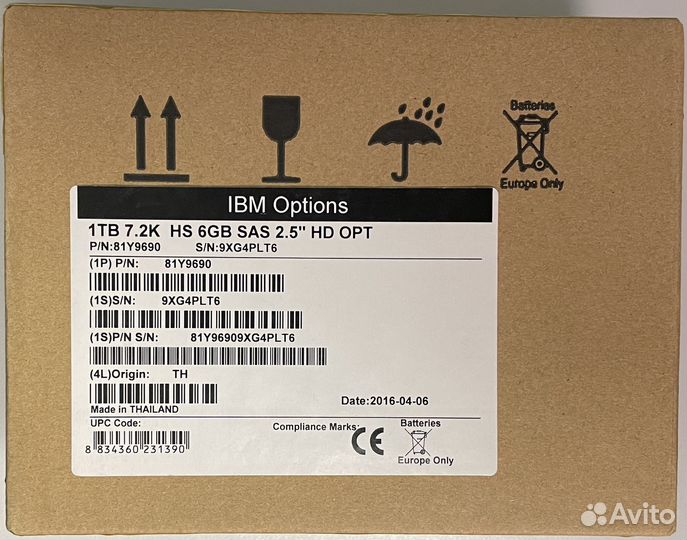 Batteries
Europe Only
IBM Options
1TB 7.2K HS 6GB SAS 2.5" HD OPT
P/N:81Y9690 S/N:9XG4PLT6
(1P) P/N: 81Y9690
(1S)S/N: 9XG4PLT6
(1S)P/N S/N: 81Y96909XG4PLT6
(4L)Origin: TH
Made in THAILAND
Date:2016-04-06
UPC Code:
8 834360 231390
Compliance Marks:
CE
Batteries
Europe Only
Avito